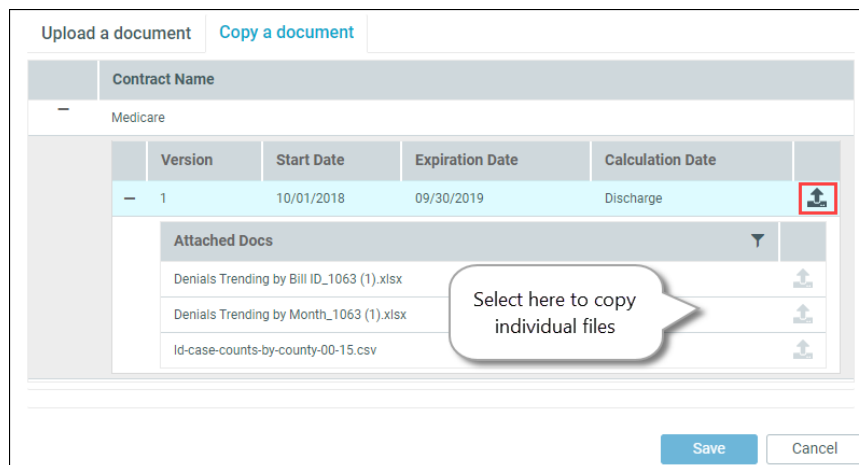 Upload a document Copy a document
Contract Name
Medicare
Version Start Date Expiration Date Calculation Date
1 10/01/2018 09/30/2019 Discharge
Attached Docs
Denials Trending by Bill ID_1063 (1).xlsx
Denials Trending by Month_1063 (1).xlsx
ld-case-counts-by-county-00-15.csv
Select here to copy
individual files
Save Cancel